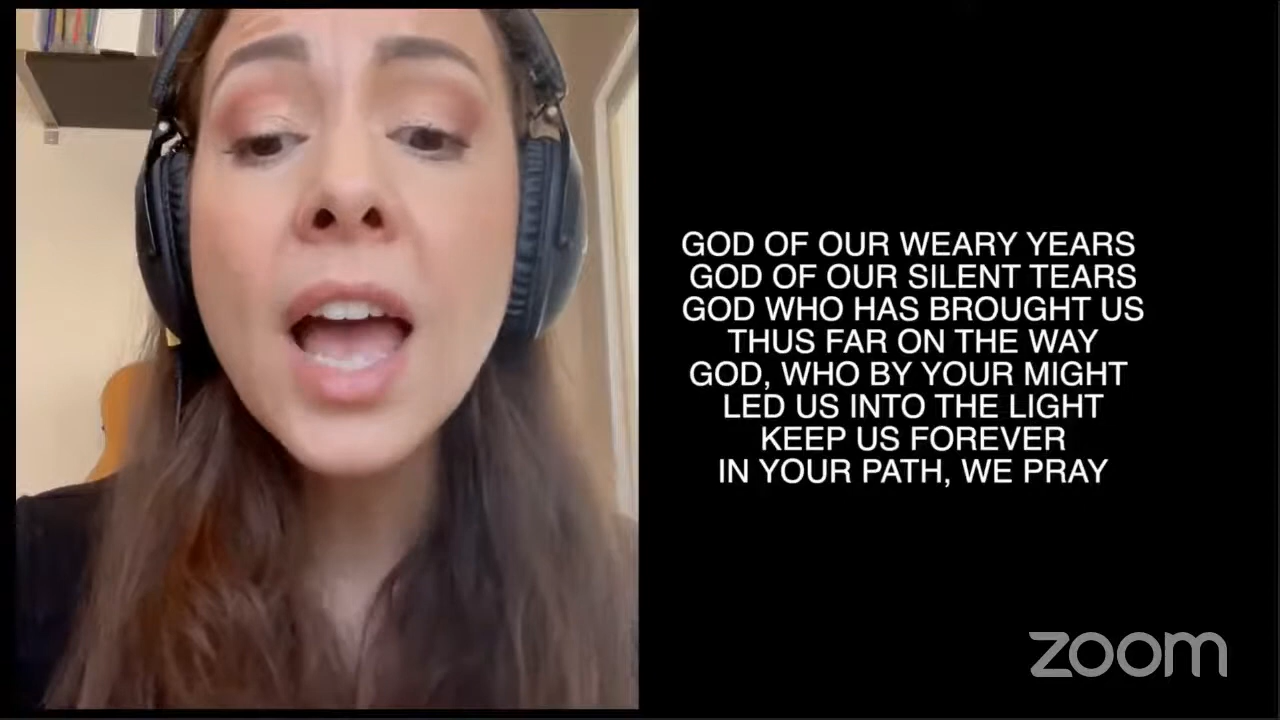 GOD OF OUR WEARY YEARS
GOD OF OUR SILENT TEARS
GOD WHO HAS BROUGHT US
THUS FAR ON THE WAY
GOD, WHO BY YOUR MIGHT
LED US INTO THE LIGHT
KEEP US FOREVER
IN YOUR PATH, WE PRAY
zoom